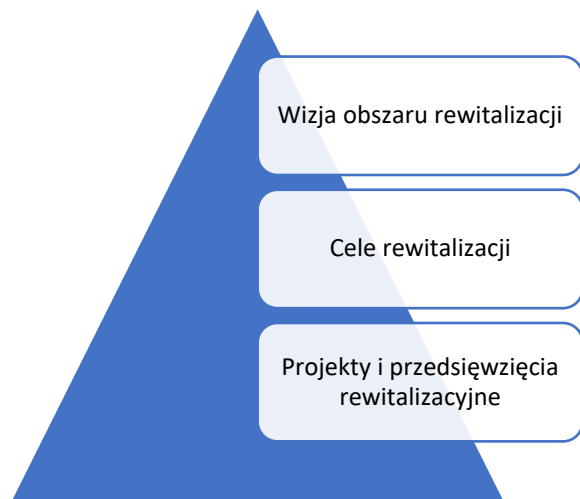 Wizja obszaru rewitalizacji
Cele rewitalizacji
Projekty i przedsięwzięcia
rewitalizacyjne